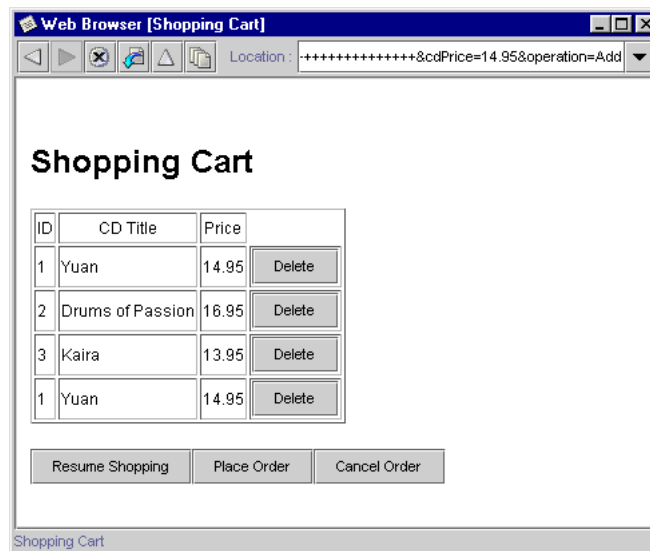 Web Browser [Shopping Cart]
Location : -+++++++++++++++&cdPrice=14.95&operation=Add
Shopping Cart
ID CD Title Price
1 Yuan 14.95 Delete
2 Drums of Passion 16.95 Delete
3 Kaira 13.95 Delete
1 Yuan 14.95 Delete
Resume Shopping Place Order Cancel Order
Shopping Cart